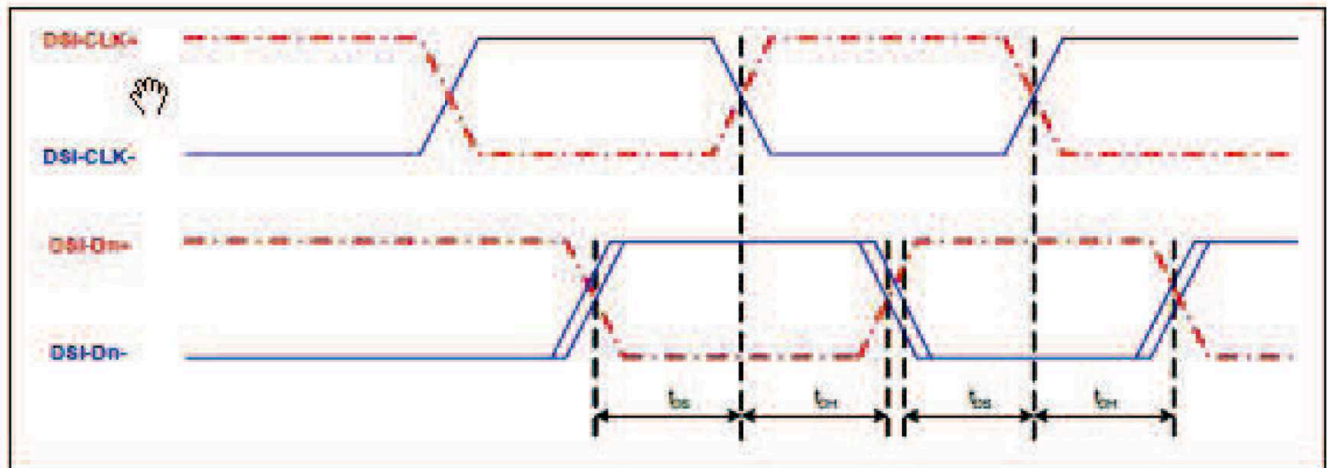 DSI-CLK+
DSI-CLK-
DSI-Dn+
DSI-Dn-
tDS tDH tDS tDH